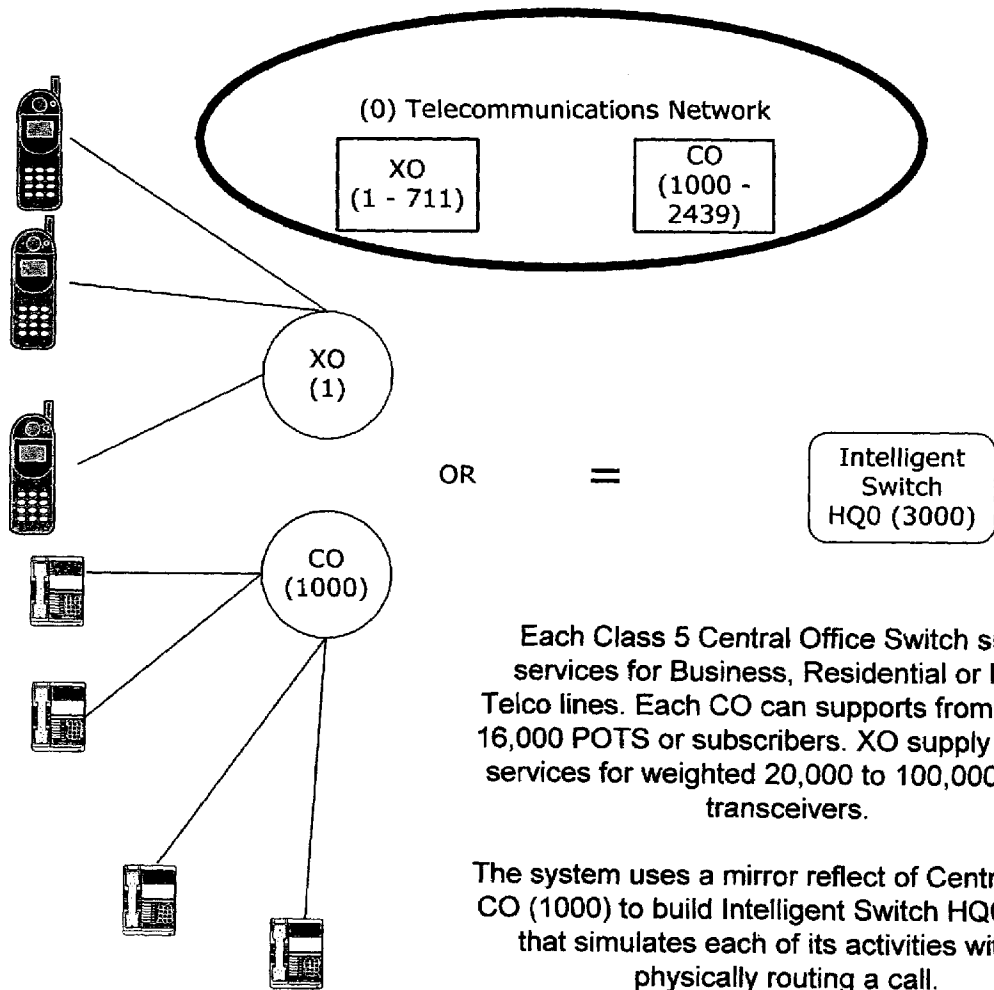 (0) Telecommunications Network
XO
(1 - 711)
CO
(1000 -
2439)
XO
(1)
OR =
Intelligent
Switch
HQ0 (3000)
CO
(1000)
Each Class 5 Central Office Switch
services for Business, Residential or
Telco lines. Each CO can supports from
16,000 POTS or subscribers. XO supply
services for weighted 20,000 to 100,000
transceivers.
The system uses a mirror reflect of
CO (1000) to build Intelligent Switch
that simulates each of its activities
physically routing a call.